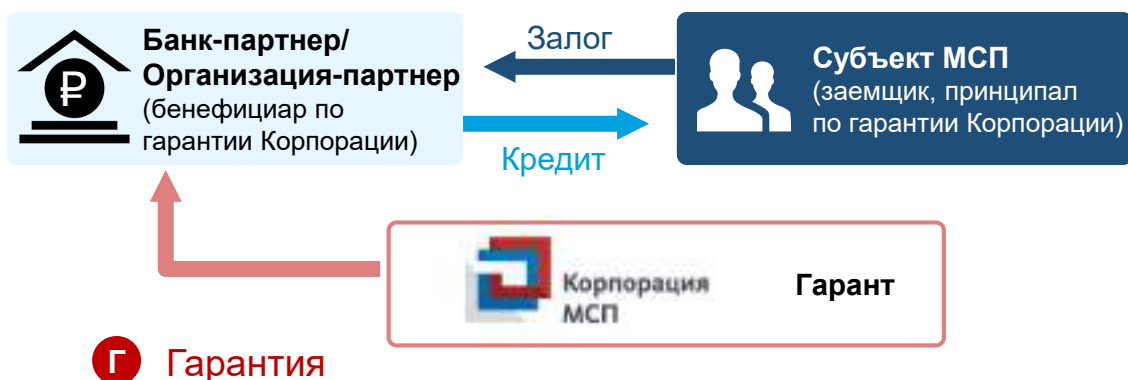 Банк-партнер/
Организация-партнер
(бенефициар по
гарантии Корпорации)
Залог
Кредит
Субъект МСП
(заемщик, принципал
по гарантии Корпорации)
Корпорация
МСП
Гарант
Г Гарантия